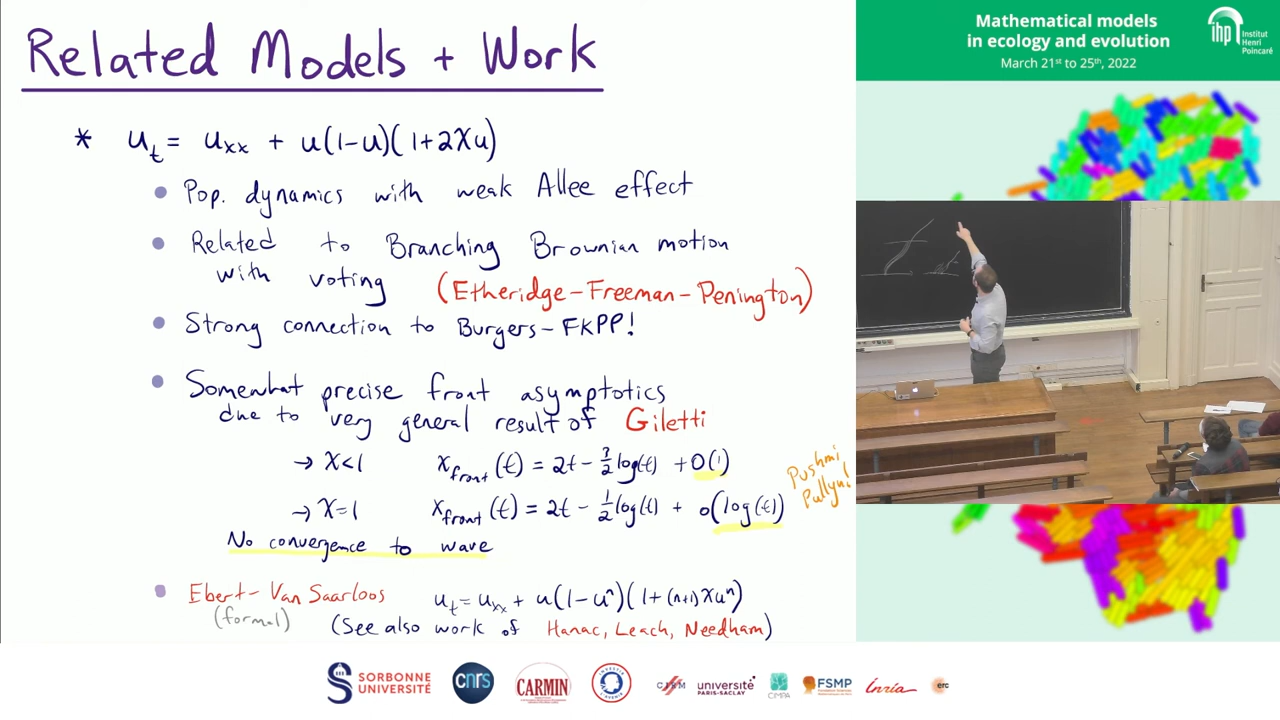 Related Models + Work
* u_t = u_xx + u(1-u)(1+2χu)
• Pop. dynamics with weak Allee effect
• Related to Branching Brownian motion
with voting (Etheridge-Freeman-Penington)
• Strong connection to Burgers-FKPP!
• Somewhat precise front asymptotics
due to very general result of Giletti
→ χ<1 x_front(t) = 2t - 3/2 log(t) + O(1)
→ χ=1 x_front(t) = 2t - 1/2 log(t) + o(log(t))
Pushmi
Pullyu!
No convergence to wave
• Ebert-Van Saarloos u_t = u_xx + u(1-u^n)(1+(n+1)χu^n)
(formal) (See also work of Hanac, Leach, Needham)
Mathematical models
in ecology and evolution
March 21st to 25th, 2022
ihp Institut
Henri
Poincaré
SORBONNE
UNIVERSITÉ
cnrs
CARMIN
CIRM
université
PARIS-SACLAY
CIMPA
FSMP
Inria
erc